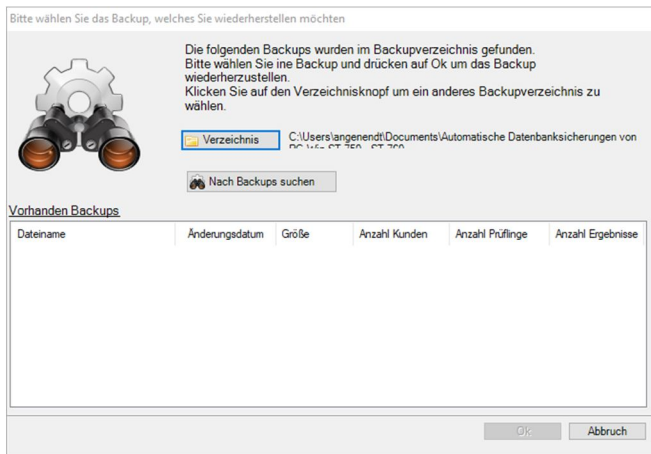 Bitte wählen Sie das Backup, welches Sie wiederherstellen möchten
Die folgenden Backups wurden im Backupverzeichnis gefunden.
Bitte wählen Sie ine Backup und drücken auf Ok um das Backup
wiederherzustellen.
Klicken Sie auf den Verzeichnisknopf um ein anderes Backupverzeichnis zu
wählen.
Verzeichnis
C:\Users\angenendt\Documents\Automatische Datenbanksicherungen von
Nach Backups suchen
Vorhanden Backups
Dateiname Änderungsdatum Größe Anzahl Kunden Anzahl Prüflinge Anzahl Ergebnisse
Ok Abbruch